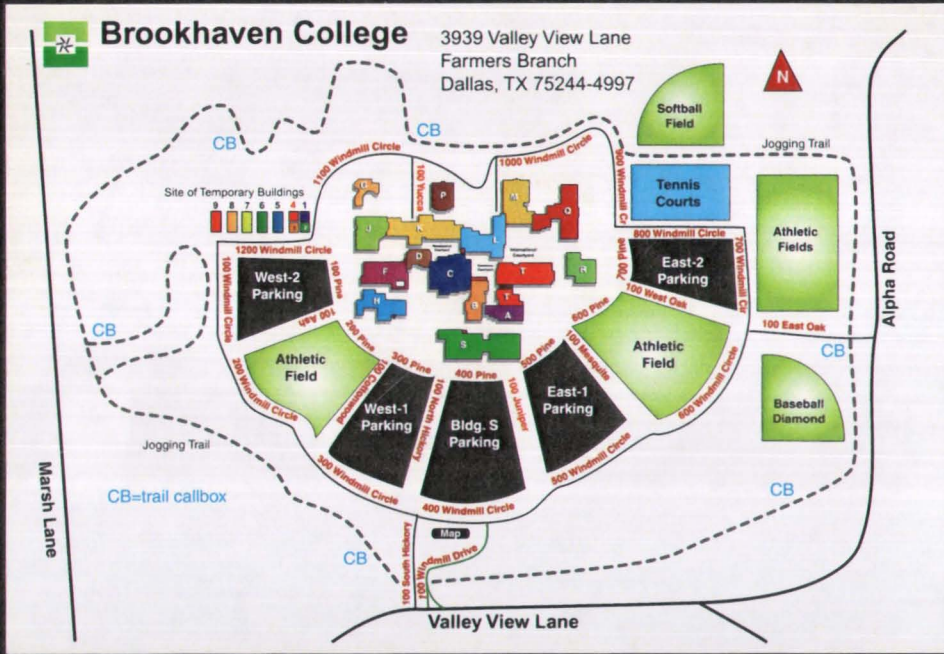 Brookhaven College
3939 Valley View Lane
Farmers Branch
Dallas, TX 75244-4997
N
Softball
Field
CB
CB
Jogging Trail
1100 Windmill Circle
100 Yucca
1000 Windmill Circle
900 Windmill Cr
Tennis
Courts
Site of Temporary Buildings
9 8 7 6 5 4 1
3 2
G
P
M
Q
J
K
L
International
Courtyard
Athletic
Fields
1200 Windmill Circle
800 Windmill Circle
700 Windmill Cir
700 Pine
East-2
Parking
100 West Oak
West-2
Parking
100 Windmill Circle
100 Pine
100 Ash
D
F
C
T
R
H
B
T
A
S
600 Pine
Alpha Road
100 East Oak
CB
CB
200 Pine
300 Pine
400 Pine
500 Pine
100 Mesquite
Athletic
Field
Athletic
Field
200 Windmill Circle
100 Cottonwood
West-1
Parking
100 North Hickory
Bldg. S
Parking
100 Juniper
East-1
Parking
600 Windmill Circle
Baseball
Diamond
Jogging Trail
300 Windmill Circle
400 Windmill Circle
500 Windmill Circle
Marsh Lane
CB=trail callbox
CB
CB
Map
100 South Hickory
100 Windmill Drive
Valley View Lane